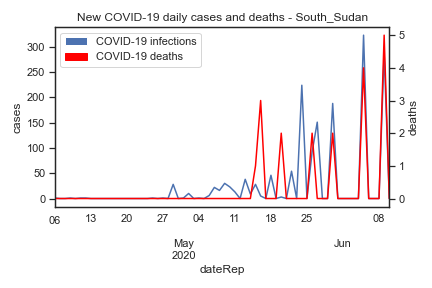 New COVID-19 daily cases and deaths - South_Sudan
COVID-19 infections
COVID-19 deaths
300
250
200
150
100
50
0
cases
5
4
3
2
1
0
deaths
06 13 20 27 04 11 18 25 01 08
May Jun
2020
dateRep